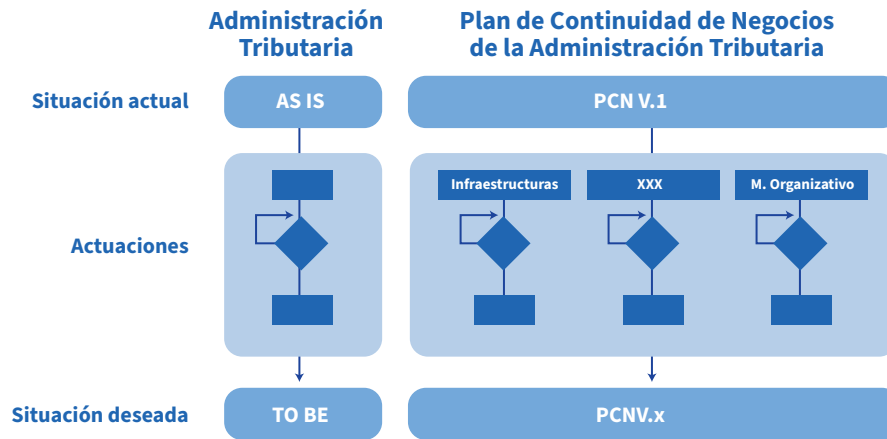 Administración
Tributaria
Plan de Continuidad de Negocios
de la Administración Tributaria
Situación actual
AS IS
PCN V.1
Infraestructuras
XXX
M. Organizativo
Actuaciones
Situación deseada
TO BE
PCNV.x